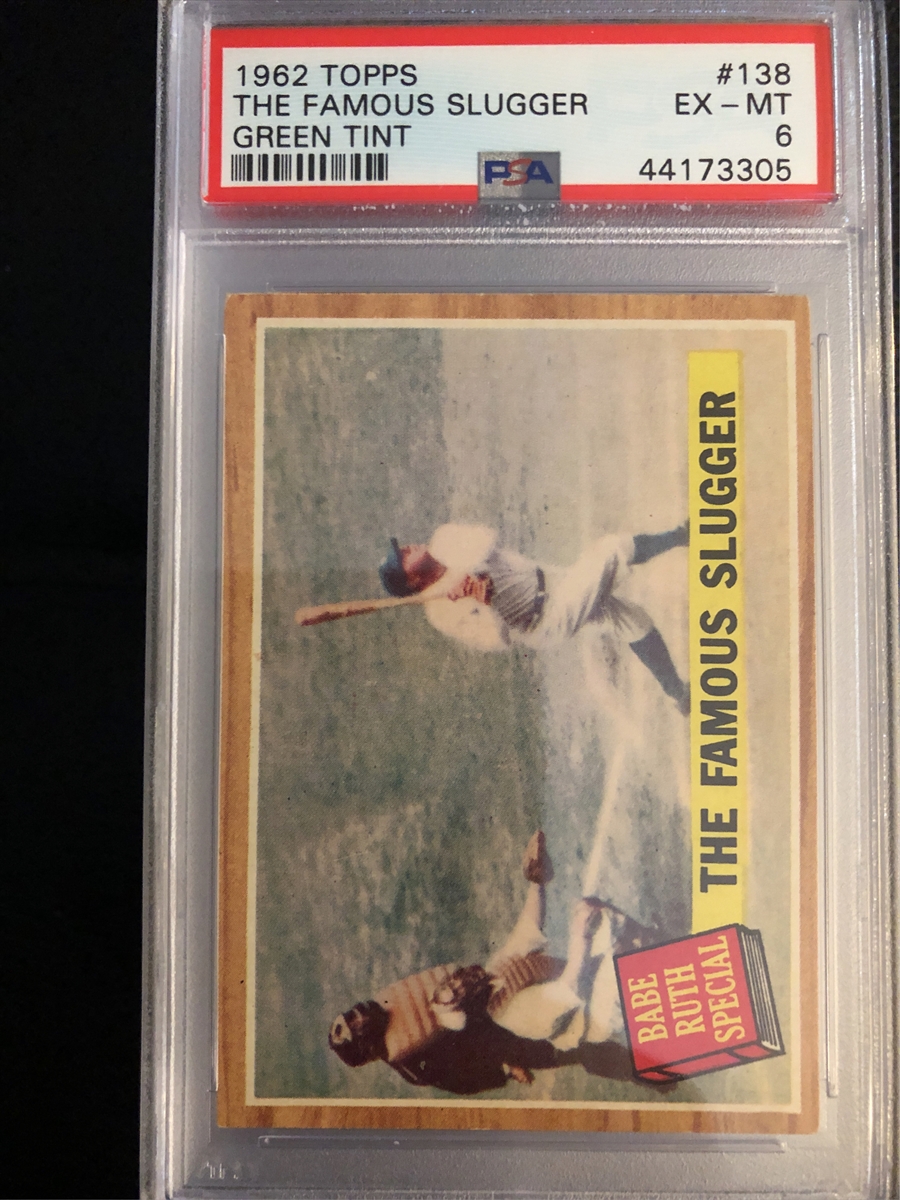 1962 TOPPS #138
THE FAMOUS SLUGGER EX - MT
GREEN TINT 6
PSA 44173305
THE FAMOUS SLUGGER
BABE
RUTH
SPECIAL